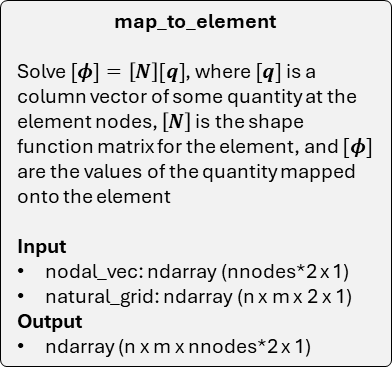 map_to_element
Solve [𝝓] = [𝑵][𝒒], where [𝒒] is a
column vector of some quantity at the
element nodes, [𝑵] is the shape
function matrix for the element, and [𝝓]
are the values of the quantity mapped
onto the element
Input
• nodal_vec: ndarray (nnodes*2 x 1)
• natural_grid: ndarray (n x m x 2 x 1)
Output
• ndarray (n x m x nnodes*2 x 1)